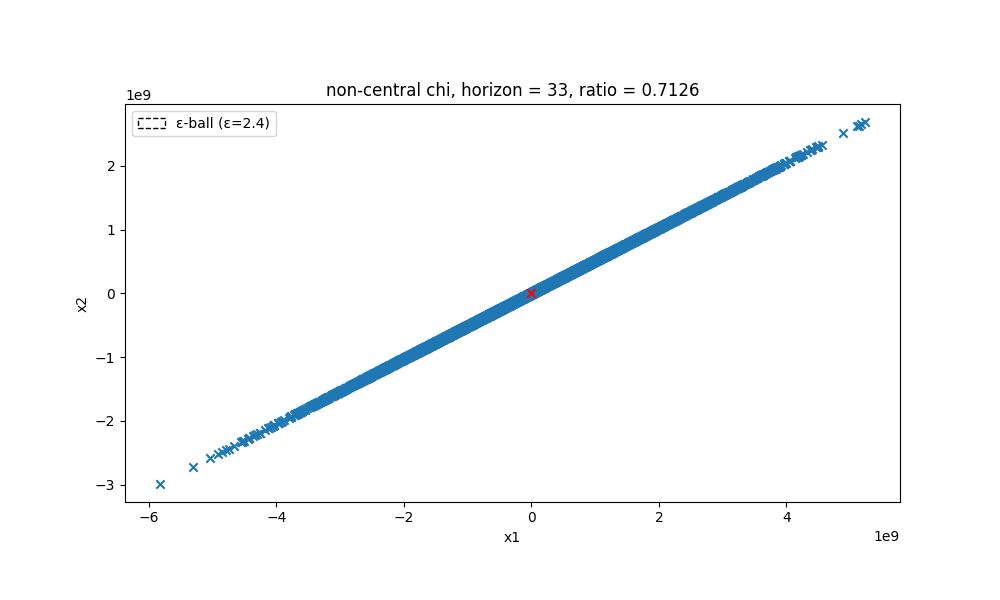 non-central chi, horizon = 33, ratio = 0.7126
1e9
ε-ball (ε=2.4)
2
1
0
−1
−2
−3
x2
−6 −4 −2 0 2 4
x1
1e9